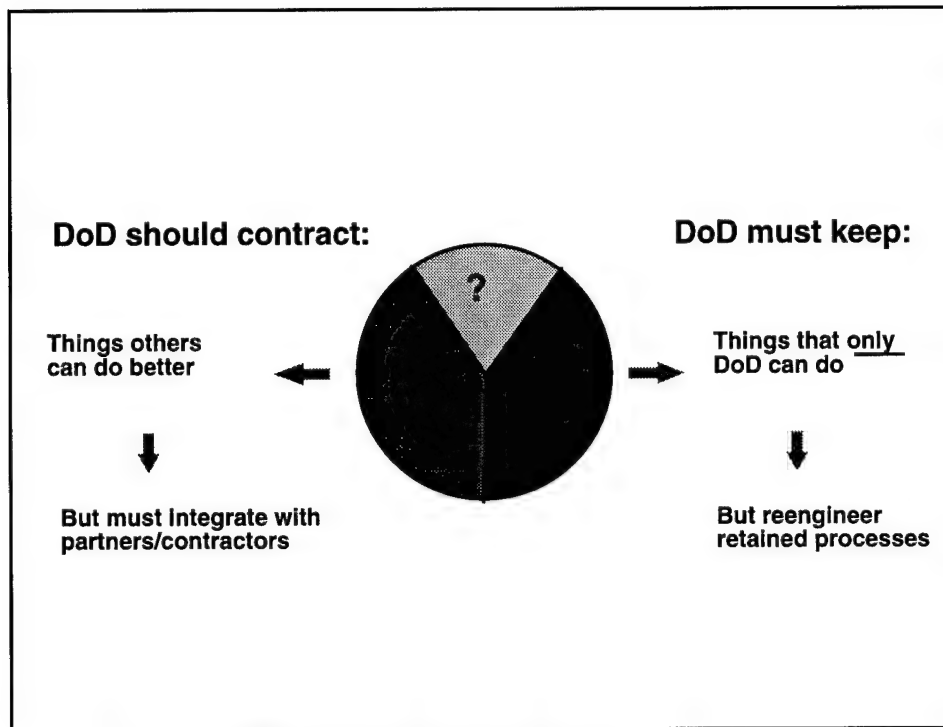 DoD should contract:
DoD must keep:
?
Things others
can do better
Things that only
DoD can do
But must Integrate with
partners/contractors
But reengineer
retained processes